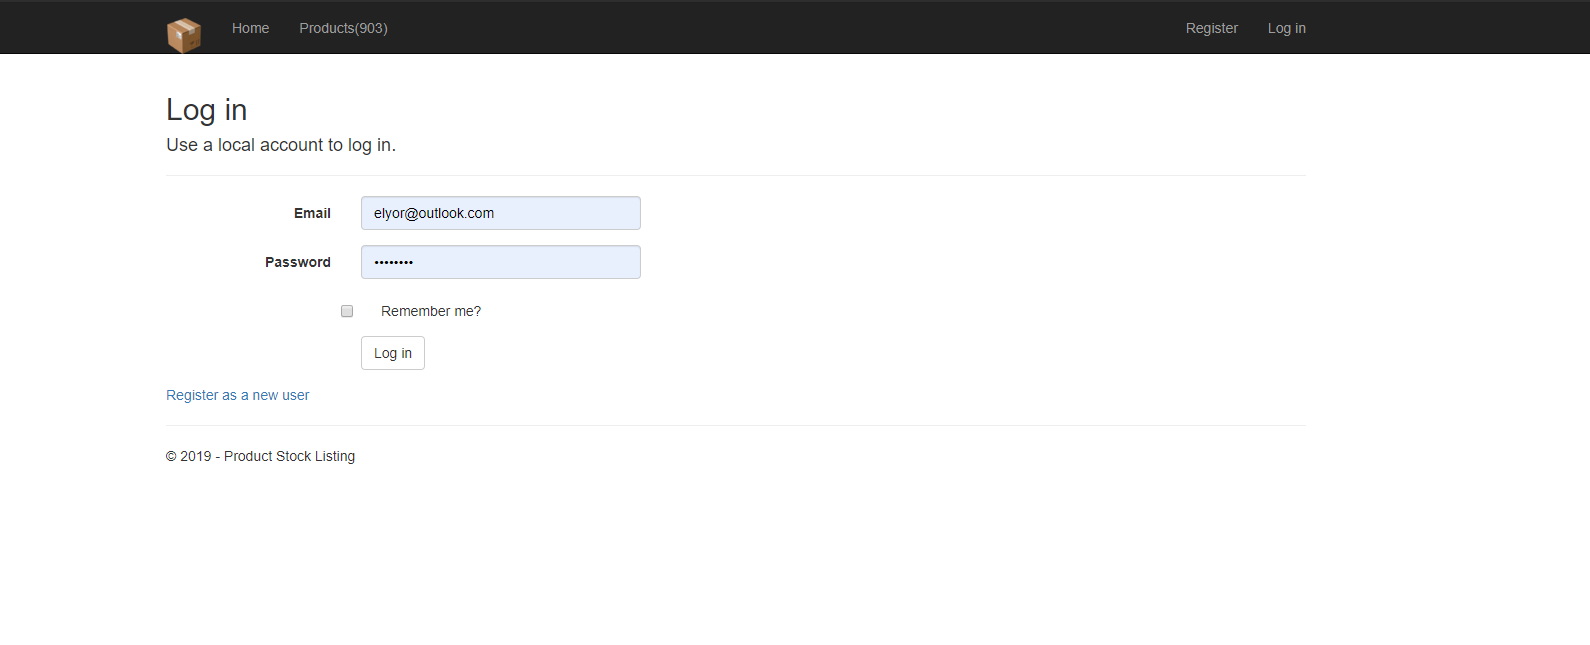 Home Products(903) Register Log in
Log in
Use a local account to log in.
Email elyor@outlook.com
Password ••••••••
Remember me?
Log in
Register as a new user
© 2019 - Product Stock Listing